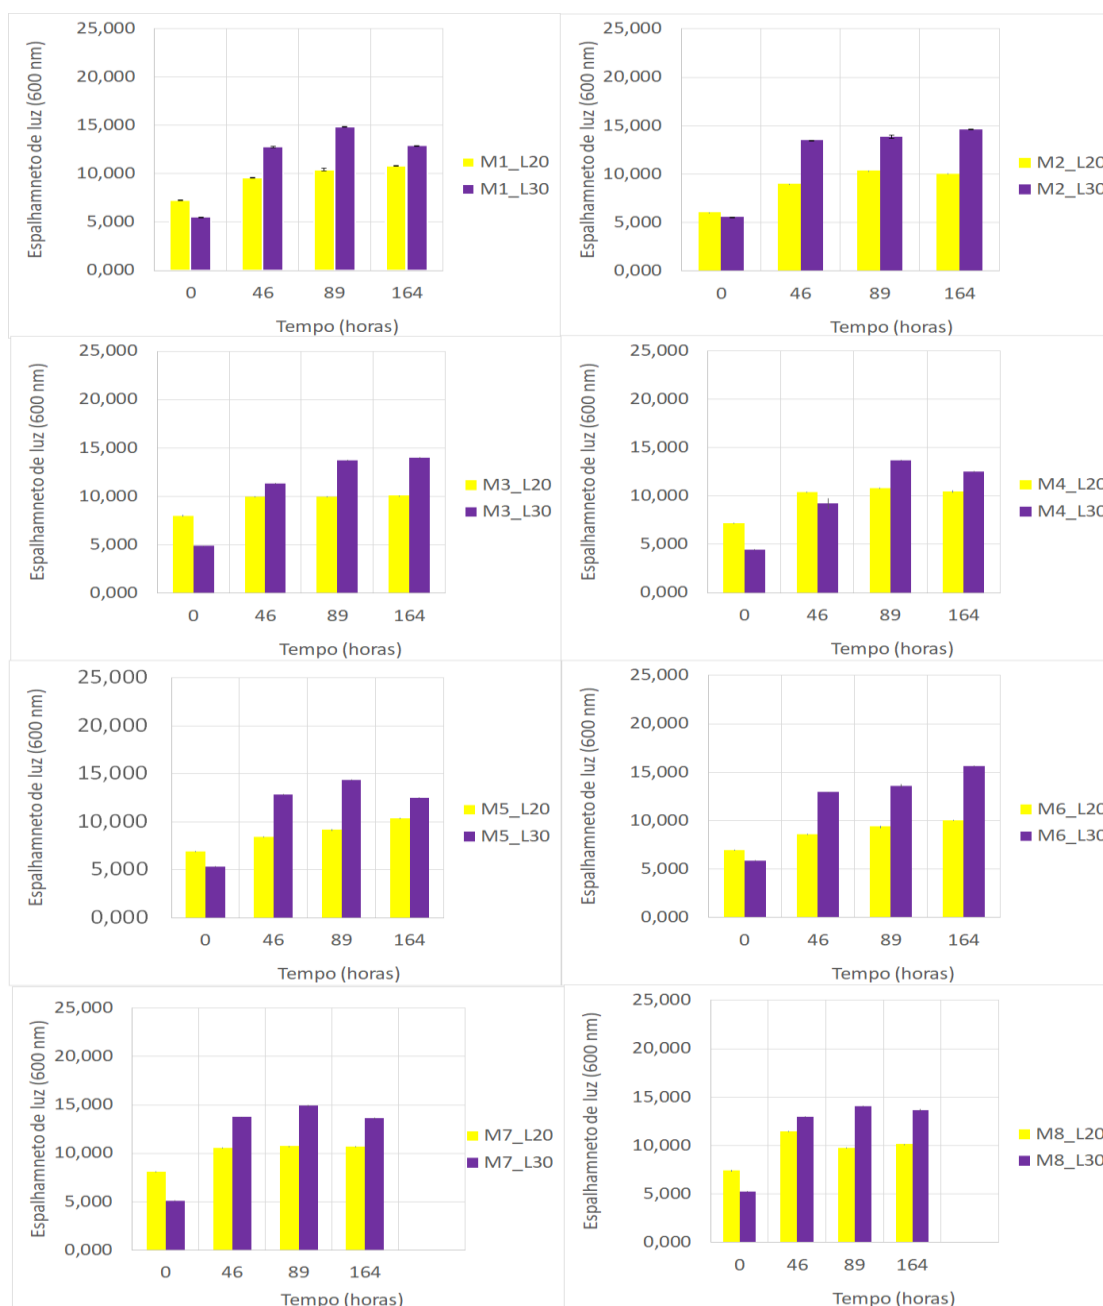 Espalhamneto de luz (600 nm)
25,000
20,000
15,000
10,000
5,000
0,000
0 46 89 164
Tempo (horas)
M1_L20
M1_L30
Espalhamneto de luz (600 nm)
25,000
20,000
15,000
10,000
5,000
0,000
0 46 89 164
Tempo (horas)
M2_L20
M2_L30
Espalhamneto de luz (600 nm)
25,000
20,000
15,000
10,000
5,000
0,000
0 46 89 164
Tempo (horas)
M3_L20
M3_L30
Espalhamneto de luz (600 nm)
25,000
20,000
15,000
10,000
5,000
0,000
0 46 89 164
Tempo (horas)
M4_L20
M4_L30
Espalhamneto de luz (600 nm)
25,000
20,000
15,000
10,000
5,000
0,000
0 46 89 164
Tempo (horas)
M5_L20
M5_L30
Espalhamneto de luz (600 nm)
25,000
20,000
15,000
10,000
5,000
0,000
0 46 89 164
Tempo (horas)
M6_L20
M6_L30
Espalhamneto de luz (600 nm)
25,000
20,000
15,000
10,000
5,000
0,000
0 46 89 164
Tempo (horas)
M7_L20
M7_L30
Espalhamneto de luz (600 nm)
25,000
20,000
15,000
10,000
5,000
0,000
0 46 89 164
Tempo (horas)
M8_L20
M8_L30